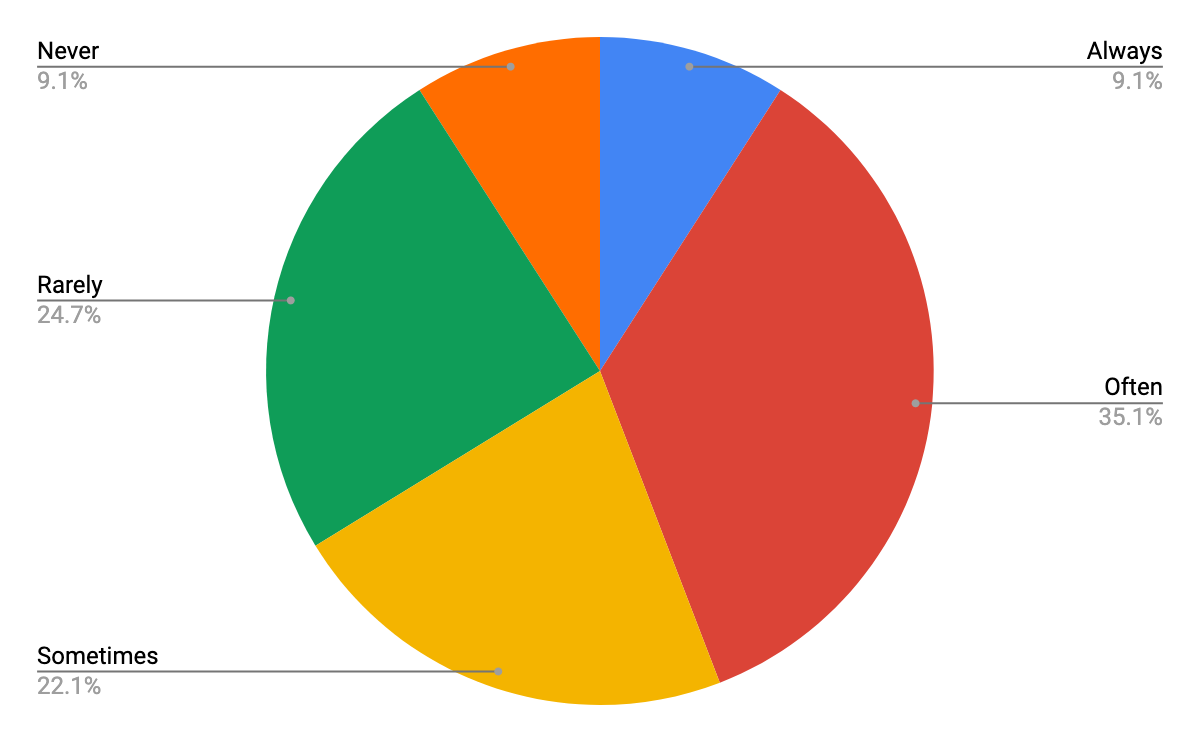 Never
9.1%
Always
9.1%
Rarely
24.7%
Often
35.1%
Sometimes
22.1%